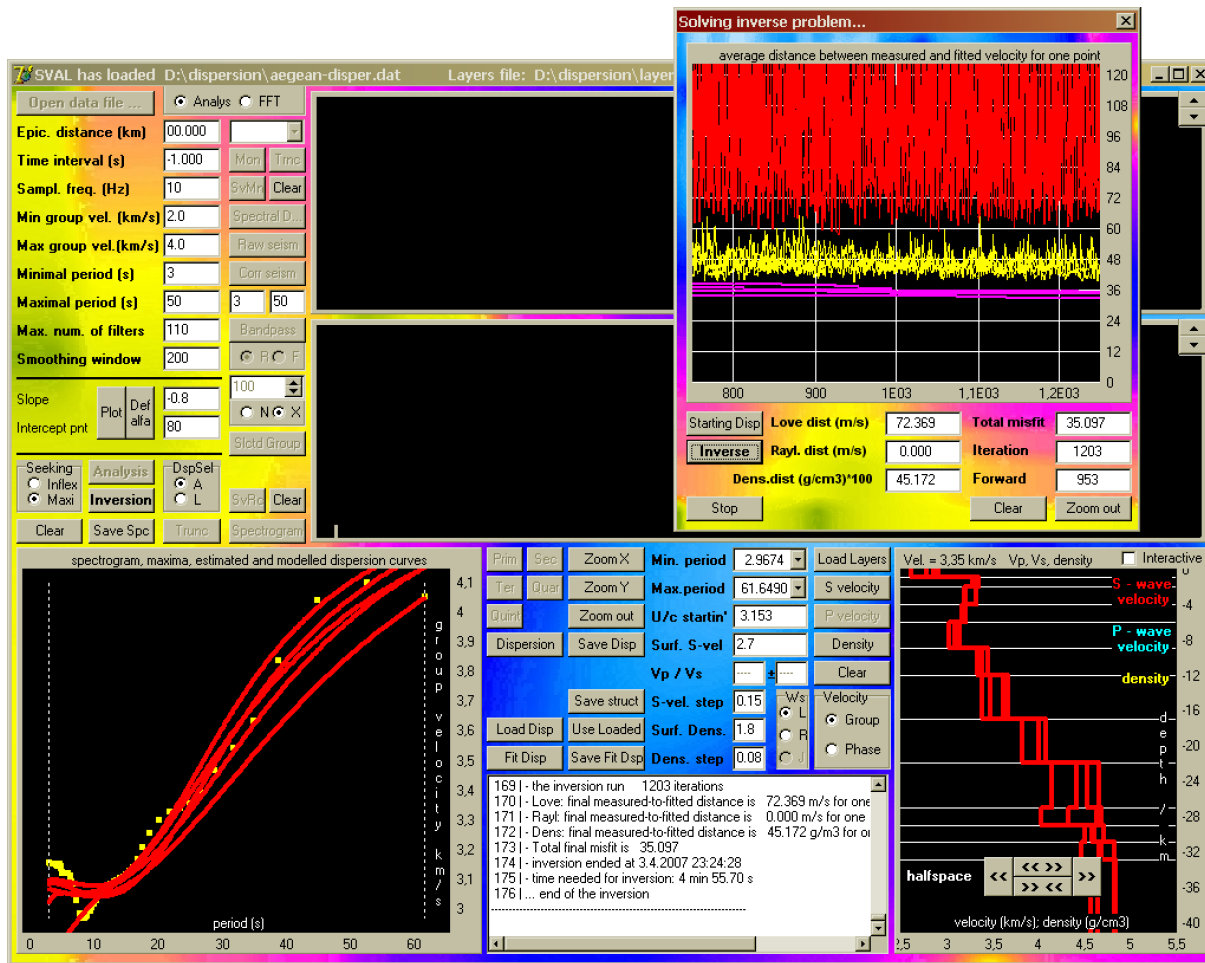 Solving inverse problem...
average distance between measured and fitted velocity for one point
120
108
96
84
72
60
48
36
24
12
0
800 900 1E03 1,1E03 1,2E03
Starting Disp Love dist (m/s) 72.369 Total misfit 35.097
Inverse Rayl. dist (m/s) 0.000 Iteration 1203
Dens.dist (g/cm3)*100 45.172 Forward 953
Stop Clear Zoom out
SVAL has loaded D:\dispersion\aegean-disper.dat Layers file: D:\dispersion\layer
Open data file ... Analys FFT
Epic. distance (km) 00.000
Time interval (s) -1.000 Mon Trnc
Sampl. freq. (Hz) 10 SvMn Clear
Min group vel. (km/s) 2.0 Spectral D...
Max group vel.(km/s) 4.0 Raw seism
Minimal period (s) 3 Corr seism
Maximal period (s) 50 3 50
Max. num. of filters 110 Bandpass
Smoothing window 200 R F
Slope -0.8 100
Plot Def alfa N X
Intercept pnt 80 Slctd Group
Seeking Analysis DspSel
Inflex A
Maxi Inversion L SvRc Clear
Clear Save Spc Trunc Spectrogram
spectrogram, maxima, estimated and modelled dispersion curves
4,1
4
3,9
3,8
3,7
3,6
3,5
3,4
3,3
3,2
3,1
3
group velocity km/s
period (s)
0 10 20 30 40 50 60
Prim Sec Zoom X Min. period 2.9674 Load Layers
Ter Quar Zoom Y Max.period 61.6490 S velocity
Quint Zoom out U/c startin' 3.153 P velocity
Dispersion Save Disp Surf. S-vel 2.7 Density
Vp / Vs ---- ± ---- Clear
Save struct S-vel. step 0.15 Ws Velocity
L Group
Load Disp Use Loaded Surf. Dens. 1.8 R Phase
Fit Disp Save Fit Dsp Dens. step 0.08 J
169 | - the inversion run 1203 iterations
170 | - Love: final measured-to-fitted distance is 72.369 m/s for one
171 | - Rayl: final measured-to-fitted distance is 0.000 m/s for one
172 | - Dens: final measured-to-fitted distance is 45.172 g/m3 for o
173 | - Total final misfit is 35.097
174 | - inversion ended at 3.4.2007 23:24:28
175 | - time needed for inversion: 4 min 55.70 s
176 | ... end of the inversion
Vel. = 3,35 km/s Vp, Vs, density Interactive
S - wave
velocity
P - wave
velocity
density
0
-4
-8
-12
-16
-20
-24
-28
-32
-36
-40
depth / km
halfspace << << >> >> << >>
velocity (km/s); density (g/cm3)
2,5 3 3,5 4 4,5 5 5,5